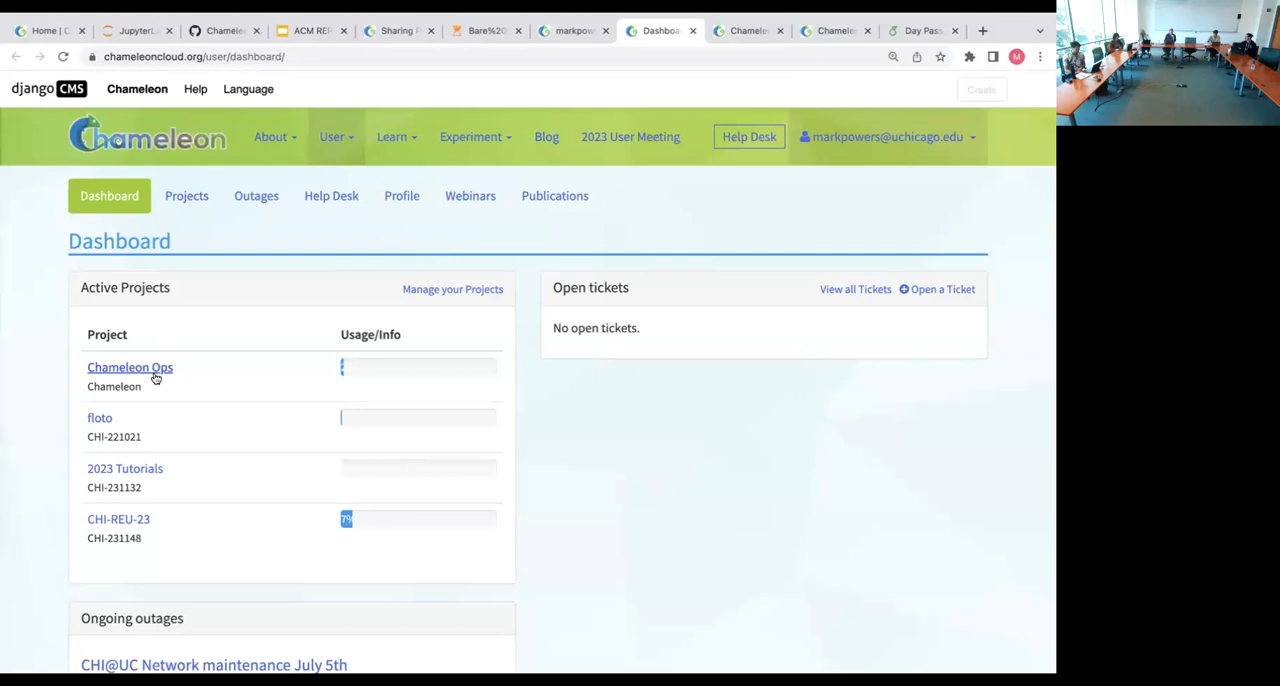 Home | C
JupyterL
Chamele
ACM REP
Sharing P
Bare%20
markpow
Dashboa
Chamele
Chamele
Day Pass
chameleoncloud.org/user/dashboard/
M
django CMS Chameleon Help Language Create
Chameleon About User Learn Experiment Blog 2023 User Meeting Help Desk markpowers@uchicago.edu
Dashboard Projects Outages Help Desk Profile Webinars Publications
Dashboard
Active Projects Manage your Projects
Project Usage/Info
Chameleon Ops
Chameleon
floto
CHI-221021
2023 Tutorials
CHI-231132
CHI-REU-23 7%
CHI-231148
Open tickets View all Tickets Open a Ticket
No open tickets.
Ongoing outages
CHI@UC Network maintenance July 5th